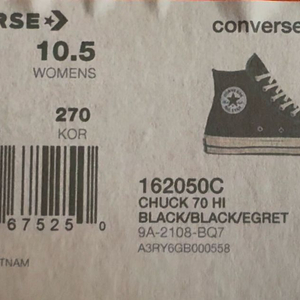 RSE
converse
10.5
WOMENS
270
KOR
67525 0
162050C
CHUCK 70 HI
BLACK/BLACK/EGRET
9A-2108-BQ7
A3RY6GB000558
TNAM